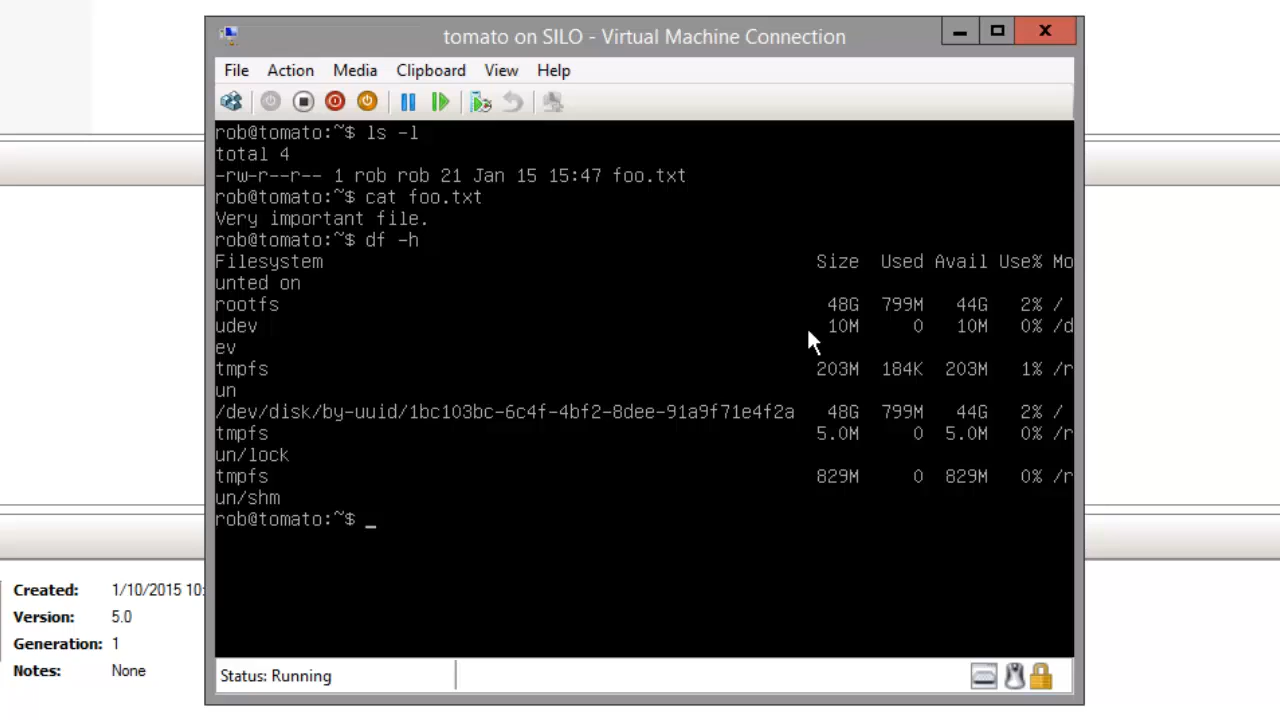 tomato on SILO - Virtual Machine Connection
File Action Media Clipboard View Help
rob@tomato:~$ ls -l
total 4
-rw-r--r-- 1 rob rob 21 Jan 15 15:47 foo.txt
rob@tomato:~$ cat foo.txt
Very important file.
rob@tomato:~$ df -h
Filesystem Size Used Avail Use% Mo
unted on
rootfs 48G 799M 44G 2% /
udev 10M 0 10M 0% /d
ev
tmpfs 203M 184K 203M 1% /r
un
/dev/disk/by-uuid/1bc103bc-6c4f-4bf2-8dee-91a9f71e4f2a 48G 799M 44G 2% /
tmpfs 5.0M 0 5.0M 0% /r
un/lock
tmpfs 829M 0 829M 0% /r
un/shm
rob@tomato:~$ _
Created: 1/10/2015 10:
Version: 5.0
Generation: 1
Notes: None
Status: Running